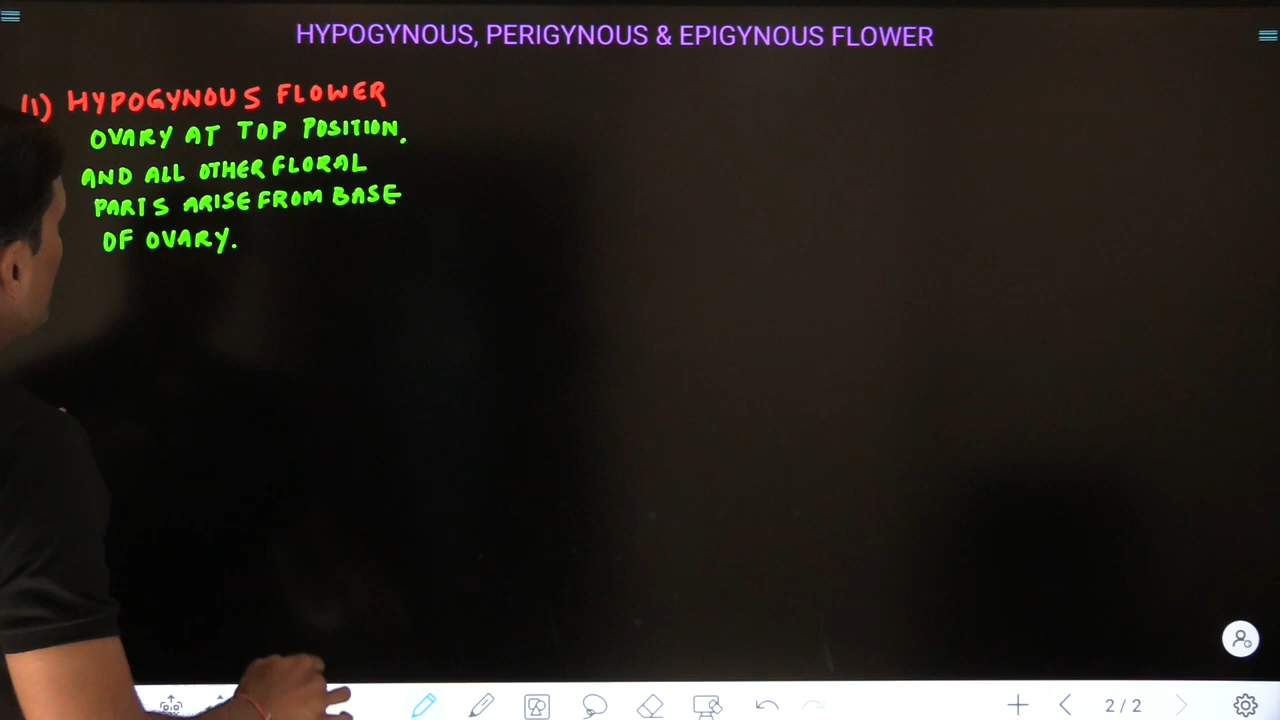 HYPOGYNOUS, PERIGYNOUS & EPIGYNOUS FLOWER
(1) HYPOGYNOUS FLOWER
OVARY AT TOP POSITION.
AND ALL OTHER FLORAL
PARTS ARISE FROM BASE
OF OVARY.
2/2